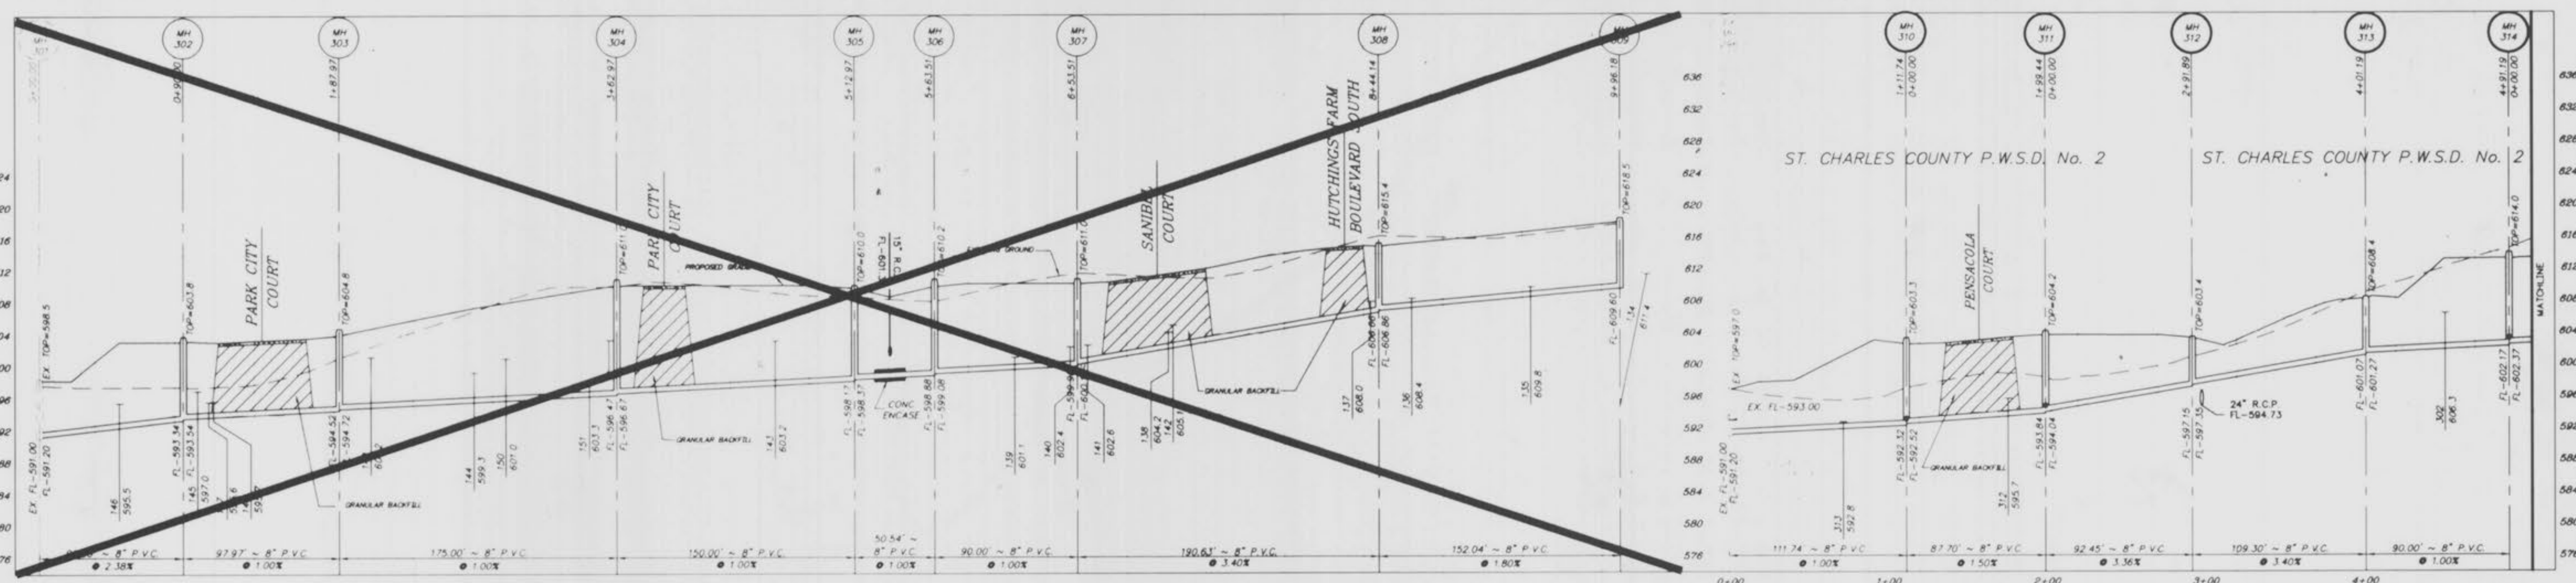 MH
302
MH
303
MH
304
MH
305
MH
306
MH
307
MH
308
MH
310
MH
311
MH
312
MH
313
MH
314
1+87.97
3+62.97
5+12.97
5+63.51
6+53.51
8+44.14
9+96.18
1+11.74
0+00.00
1+99.44
0+00.00
2+91.89
4+01.19
4+91.19
0+00.00
636
632
628
624
620
616
612
608
604
600
596
592
588
584
580
576
ST. CHARLES COUNTY P.W.S.D. No. 2
ST. CHARLES COUNTY P.W.S.D. No. 2
PARK CITY
COURT
COURT
SANIBEL
COURT
HUTCHINGS FARM
BOULEVARD SOUTH
PENSACOLA
COURT
MATCHLINE
EX. TOP=598.5
TOP=603.8
TOP=604.8
TOP=610.0
TOP=610.2
TOP=615.4
TOP=618.5
EX. TOP=597.0
TOP=603.3
TOP=604.2
TOP=603.4
TOP=608.4
TOP=614.0
GRANULAR BACKFILL
GRANULAR BACKFILL
GRANULAR BACKFILL
GRANULAR BACKFILL
CONC.
ENCASE
EX. FL-591.00
FL-591.20
FL-593.34
FL-593.54
FL-594.52
FL-594.72
FL-596.47
FL-596.67
FL-598.17
FL-598.37
FL-598.88
FL-599.08
FL-606.86
FL-609.60
EX. FL-593.00
EX. FL-591.00
FL-591.20
FL-592.32
FL-592.52
FL-593.84
FL-594.04
FL-597.15
FL-597.35
24" R.C.P.
FL-594.73
FL-601.07
FL-601.27
FL-602.17
FL-602.37
146
595.5
145
597.0
144
599.3
150
601.0
151
603.3
143
603.2
139
601.1
140
602.4
141
602.6
138
604.2
142
605.1
137
608.0
136
608.4
135
609.8
134
611.4
313
592.8
312
595.7
302
606.3
97.97' ~ 8" P.V.C.
@ 1.00%
175.00' ~ 8" P.V.C.
@ 1.00%
150.00' ~ 8" P.V.C.
@ 1.00%
50.54' ~
8" P.V.C.
@ 1.00%
90.00' ~ 8" P.V.C.
@ 1.00%
190.63' ~ 8" P.V.C.
@ 3.40%
152.04' ~ 8" P.V.C.
@ 1.80%
111.74' ~ 8" P.V.C.
@ 1.00%
87.70' ~ 8" P.V.C.
@ 1.50%
92.45' ~ 8" P.V.C.
@ 3.36%
109.30' ~ 8" P.V.C.
@ 3.40%
90.00' ~ 8" P.V.C.
@ 1.00%
~ 8" P.V.C.
@ 2.38%
0+00
1+00
2+00
3+00
4+00